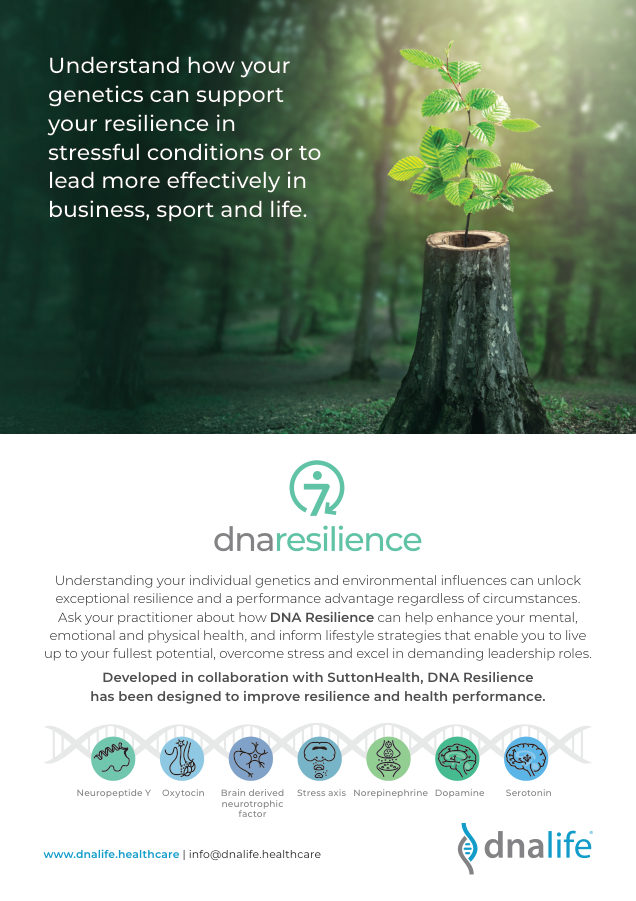 Understand how your
genetics can support
your resilience in
stressful conditions or to
lead more effectively in
business, sport and life.
7
dnaresilience
Understanding your individual genetics and environmental influences can unlock
exceptional resilience and a performance advantage regardless of circumstances.
Ask your practitioner about how DNA Resilience can help enhance your mental,
emotional and physical health, and inform lifestyle strategies that enable you to live
up to your fullest potential, overcome stress and excel in demanding leadership roles.
Developed in collaboration with SuttonHealth, DNA Resilience
has been designed to improve resilience and health performance.
Neuropeptide Y
Oxytocin
Brain derived
neurotrophic
factor
Stress axis
Norepinephrine
Dopamine
Serotonin
www.dnalife.healthcare | info@dnalife.healthcare
dnalife®